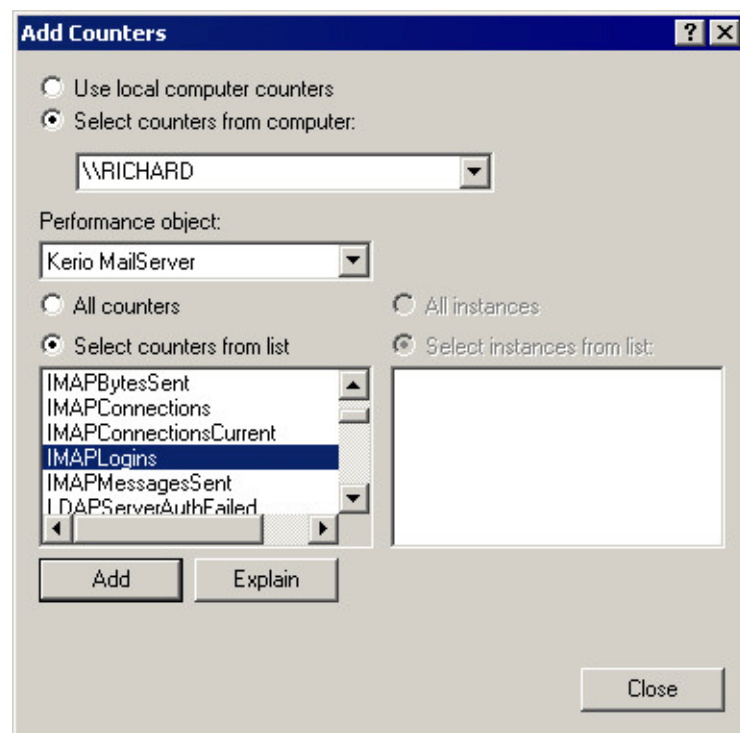 Add Counters
Use local computer counters
Select counters from computer:
\\RICHARD
Performance object:
Kerio MailServer
All counters
All instances
Select counters from list
Select instances from list:
IMAPBytesSent
IMAPConnections
IMAPConnectionsCurrent
IMAPLogins
IMAPMessagesSent
LDAPServerAuthFailed
Add
Explain
Close